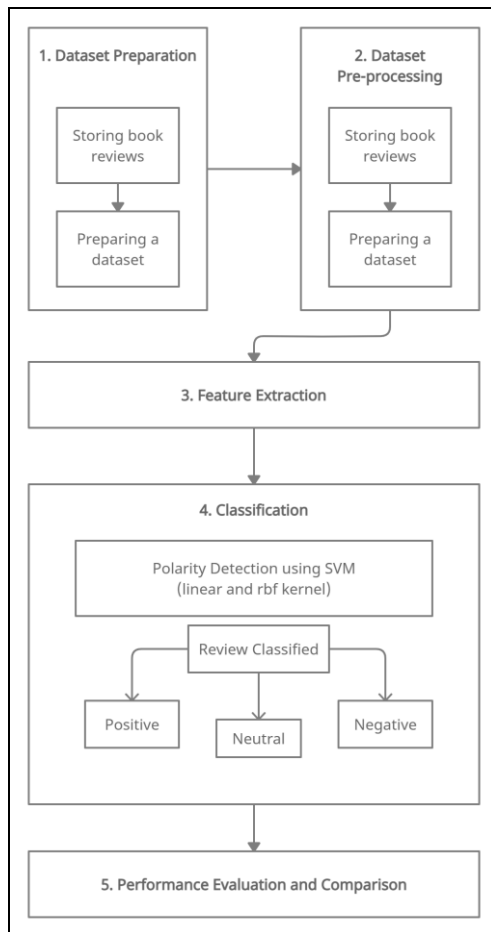 1. Dataset Preparation
Storing book
reviews
Preparing a
dataset
2. Dataset
Pre-processing
Storing book
reviews
Preparing a
dataset
3. Feature Extraction
4. Classification
Polarity Detection using SVM
(linear and rbf kernel)
Review Classified
Positive
Neutral
Negative
5. Performance Evaluation and Comparison